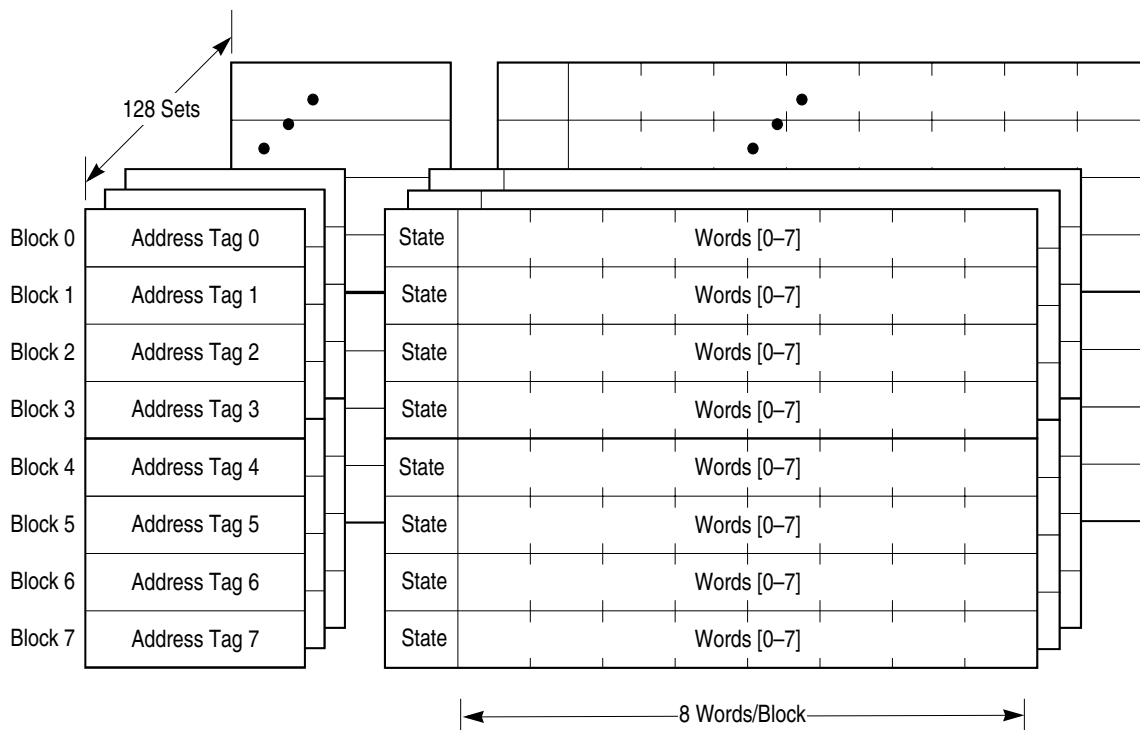 128 Sets
Block 0 Address Tag 0 State Words [0–7]
Block 1 Address Tag 1 State Words [0–7]
Block 2 Address Tag 2 State Words [0–7]
Block 3 Address Tag 3 State Words [0–7]
Block 4 Address Tag 4 State Words [0–7]
Block 5 Address Tag 5 State Words [0–7]
Block 6 Address Tag 6 State Words [0–7]
Block 7 Address Tag 7 State Words [0–7]
8 Words/Block